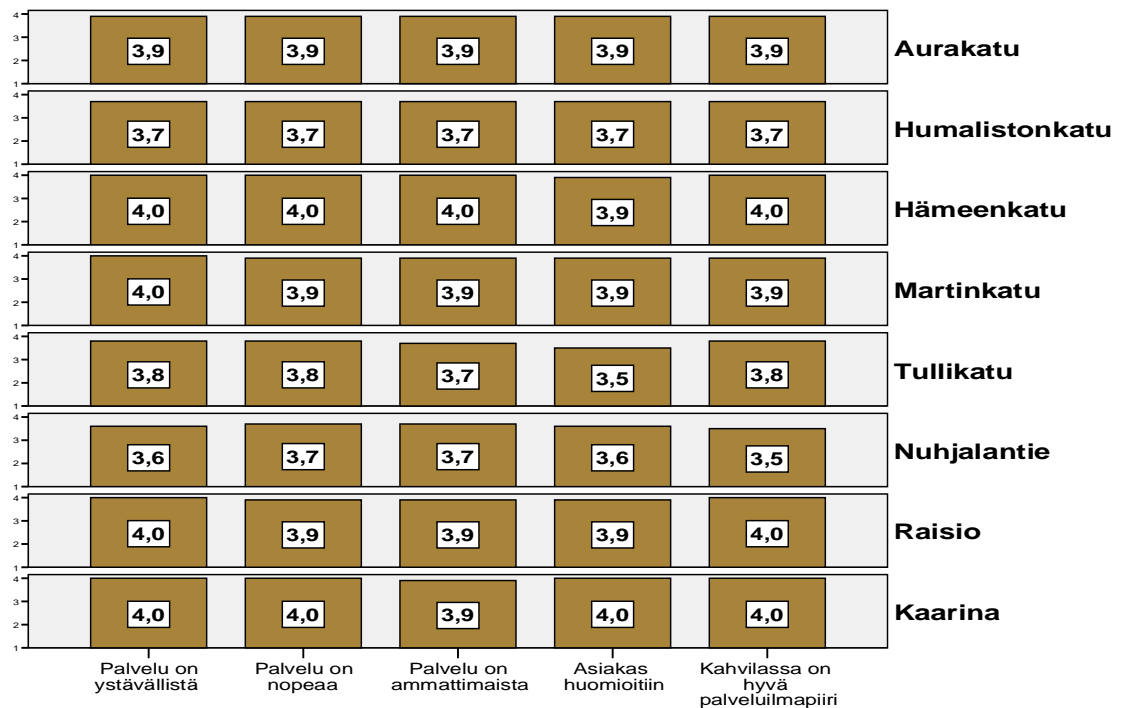 4
3
2
1
3,9 3,9 3,9 3,9 3,9
Aurakatu
4
3
2
1
3,7 3,7 3,7 3,7 3,7
Humalistonkatu
4
3
2
1
4,0 4,0 4,0 3,9 4,0
Hämeenkatu
4
3
2
1
4,0 3,9 3,9 3,9 3,9
Martinkatu
4
3
2
1
3,8 3,8 3,7 3,5 3,8
Tullikatu
4
3
2
1
3,6 3,7 3,7 3,6 3,5
Nuhjalantie
4
3
2
1
4,0 3,9 3,9 3,9 4,0
Raisio
4
3
2
1
4,0 4,0 3,9 4,0 4,0
Kaarina
Palvelu on
ystävällistä
Palvelu on
nopeaa
Palvelu on
ammattimaista
Asiakas
huomioitiin
Kahvilassa on
hyvä
palveluilmapiiri